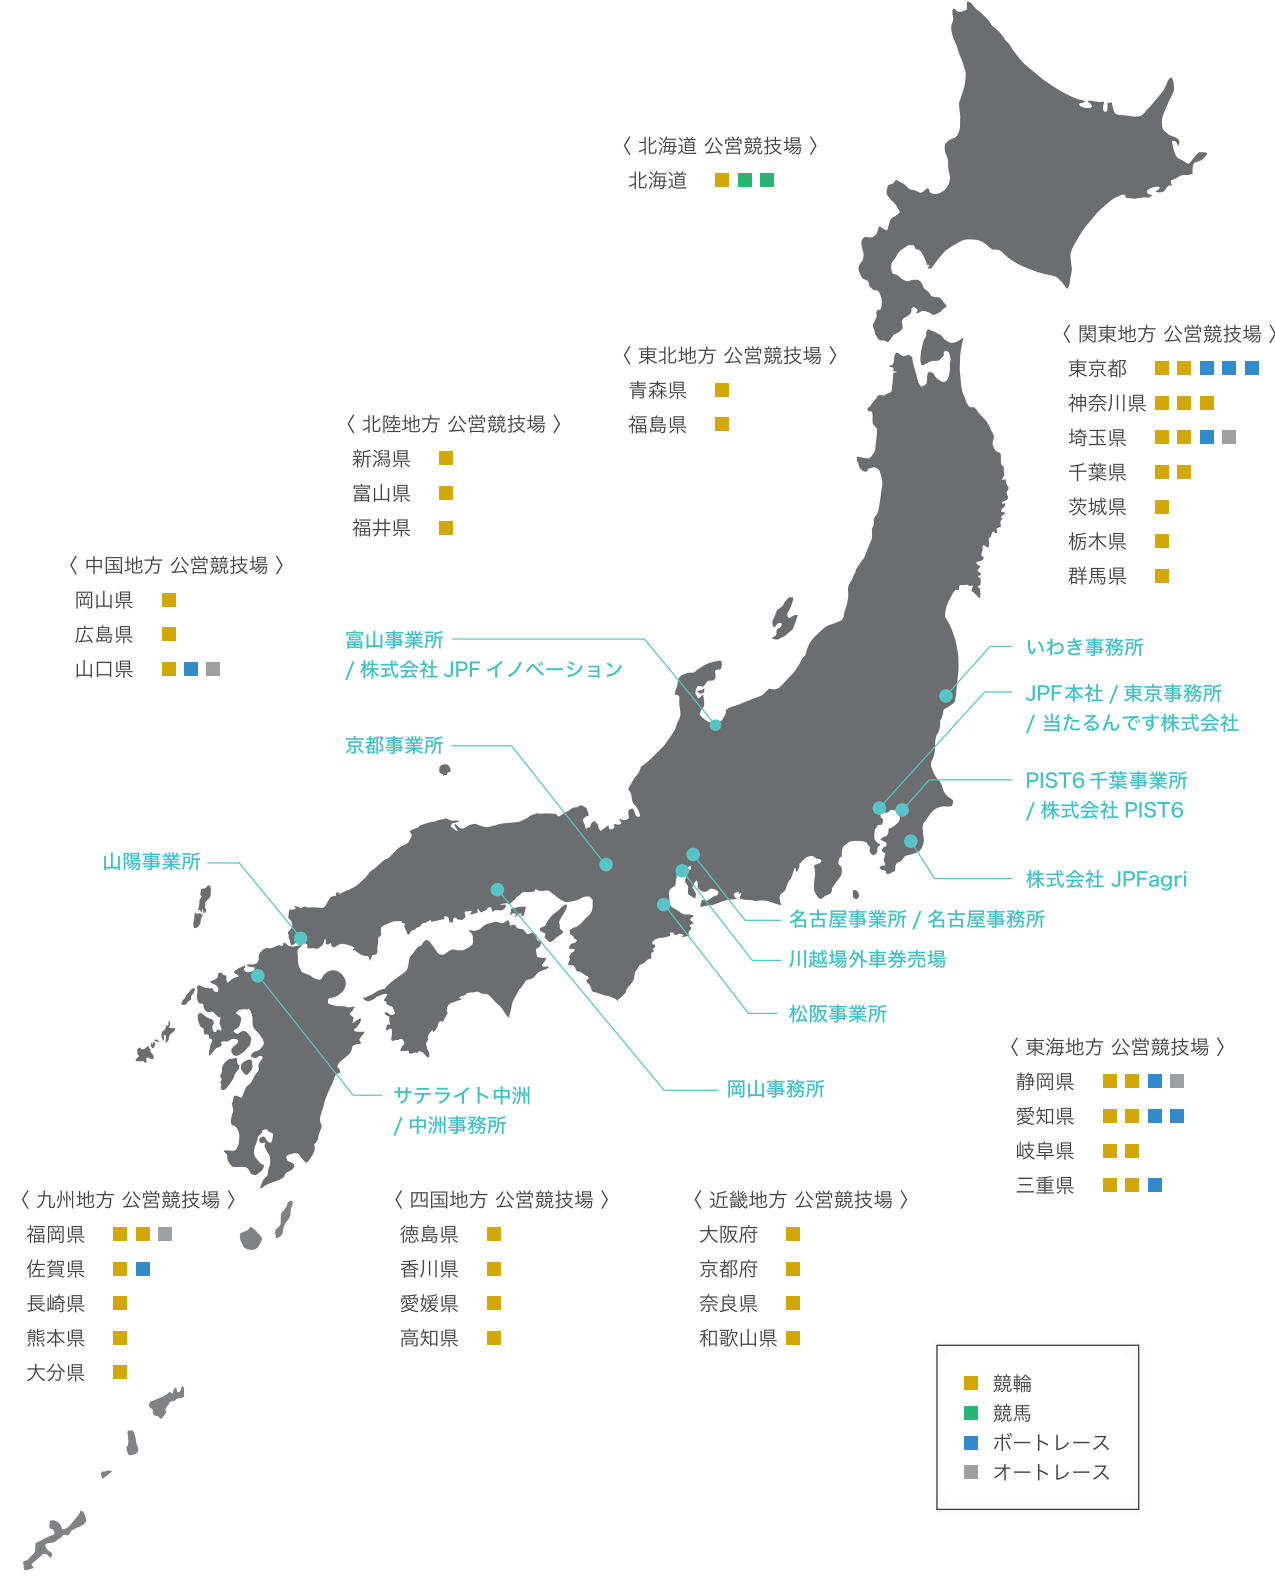 〈 北海道 公営競技場 〉
北海道
〈 東北地方 公営競技場 〉
青森県
福島県
〈 関東地方 公営競技場 〉
東京都
神奈川県
埼玉県
千葉県
茨城県
栃木県
群馬県
〈 北陸地方 公営競技場 〉
新潟県
富山県
福井県
〈 中国地方 公営競技場 〉
岡山県
広島県
山口県
富山事業所
/ 株式会社 JPF イノベーション
京都事業所
山陽事業所
いわき事務所
JPF本社 / 東京事務所
/ 当たるんです株式会社
PIST6 千葉事業所
/ 株式会社 PIST6
株式会社 JPFagri
名古屋事業所 / 名古屋事務所
川越場外車券売場
松阪事業所
岡山事務所
サテライト中洲
/ 中洲事務所
〈 東海地方 公営競技場 〉
静岡県
愛知県
岐阜県
三重県
〈 九州地方 公営競技場 〉
福岡県
佐賀県
長崎県
熊本県
大分県
〈 四国地方 公営競技場 〉
徳島県
香川県
愛媛県
高知県
〈 近畿地方 公営競技場 〉
大阪府
京都府
奈良県
和歌山県
競輪
競馬
ボートレース
オートレース